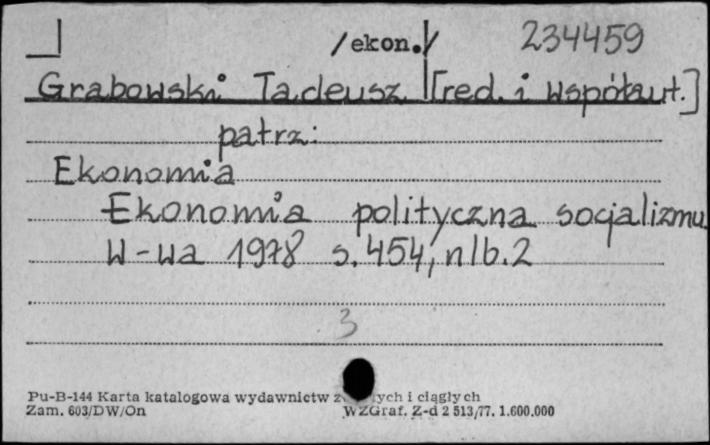 /ekon./ 234459
Grabowski Tadeusz [red. i współaut.]
patrz:
Ekonomia
Ekonomia polityczna socjalizmu
W-wa 1978 s. 454, nlb. 2
3
Pu-B-144 Karta katalogowa wydawnictw i ciągłych
Zam. 603/DW/On WZGraf. Z-d 2 513/77. 1.600.000